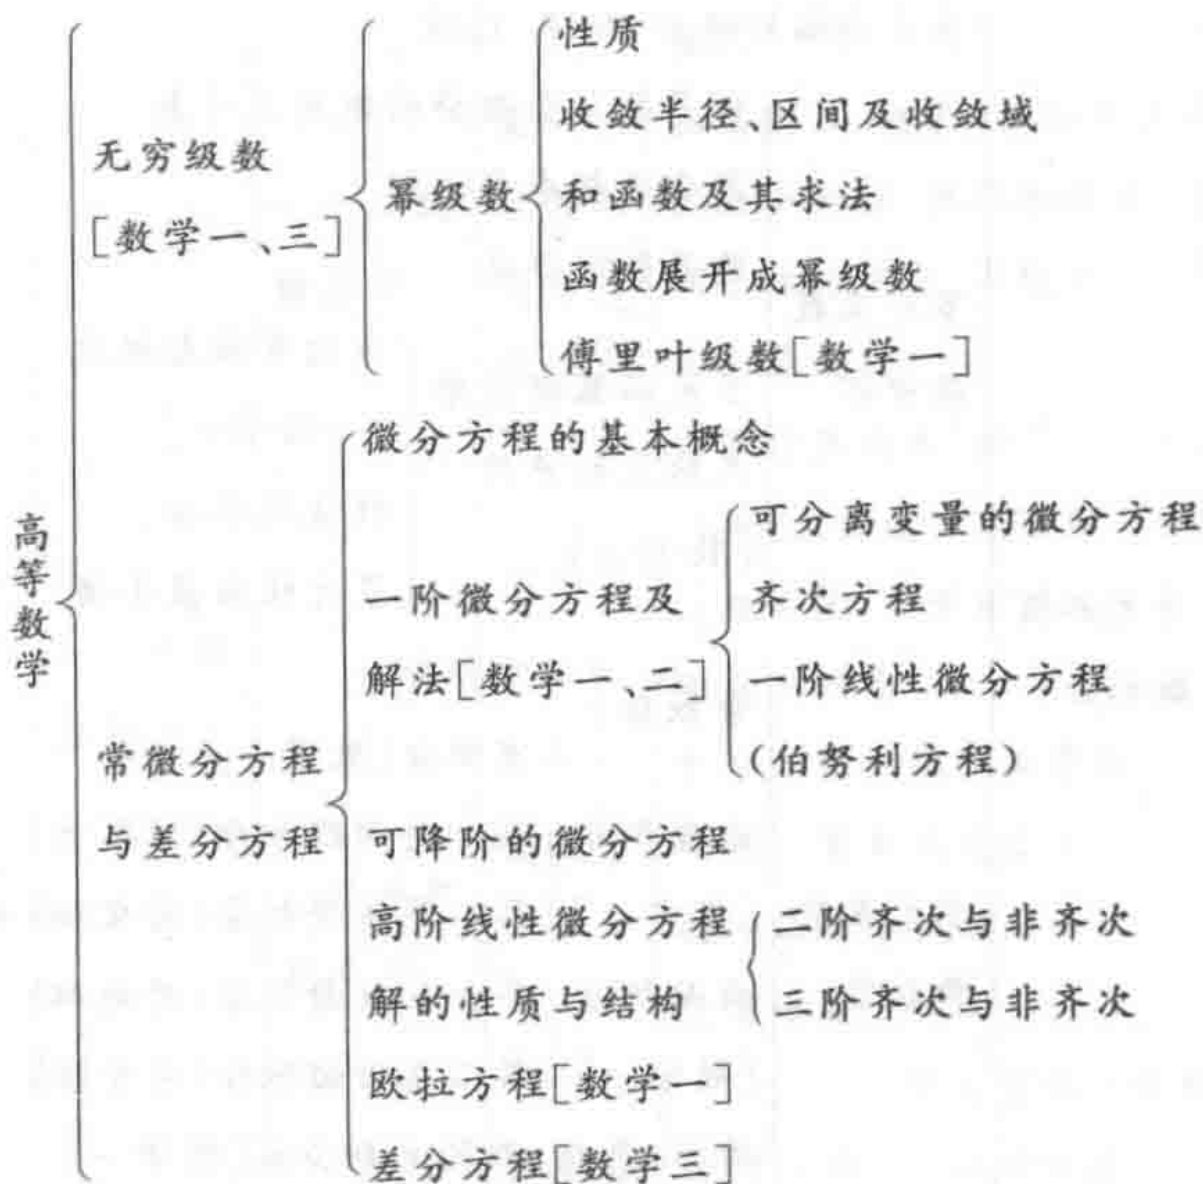 性质
收敛半径、区间及收敛域
无穷级数
[数学一、三]
幂级数
和函数及其求法
函数展开成幂级数
傅里叶级数[数学一]
高等数学
微分方程的基本概念
可分离变量的微分方程
一阶微分方程及
解法[数学一、二]
齐次方程
一阶线性微分方程
(伯努利方程)
常微分方程
与差分方程
可降阶的微分方程
高阶线性微分方程
解的性质与结构
二阶齐次与非齐次
三阶齐次与非齐次
欧拉方程[数学一]
差分方程[数学三]